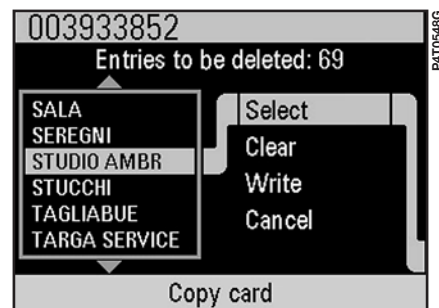 003933852
Entries to be deleted: 69
SALA
SEREGNI
STUDIO AMBR
STUCCHI
TAGLIABUE
TARGA SERVICE
Select
Clear
Write
Cancel
Copy card
P4T0548G